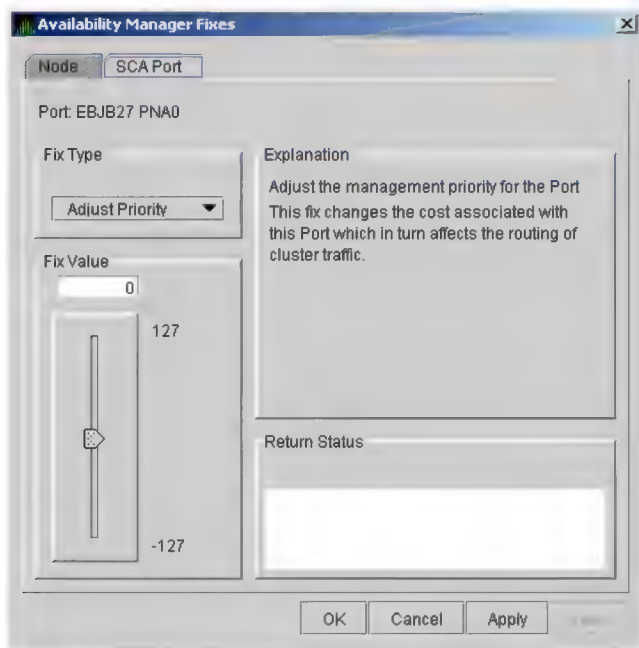 Availability Manager Fixes
Node
SCA Port
Port: EBJB27 PNA0
Fix Type
Adjust Priority
Fix Value
0
127
-127
Explanation
Adjust the management priority for the Port
This fix changes the cost associated with
this Port which in turn affects the routing of
cluster traffic.
Return Status
OK
Cancel
Apply